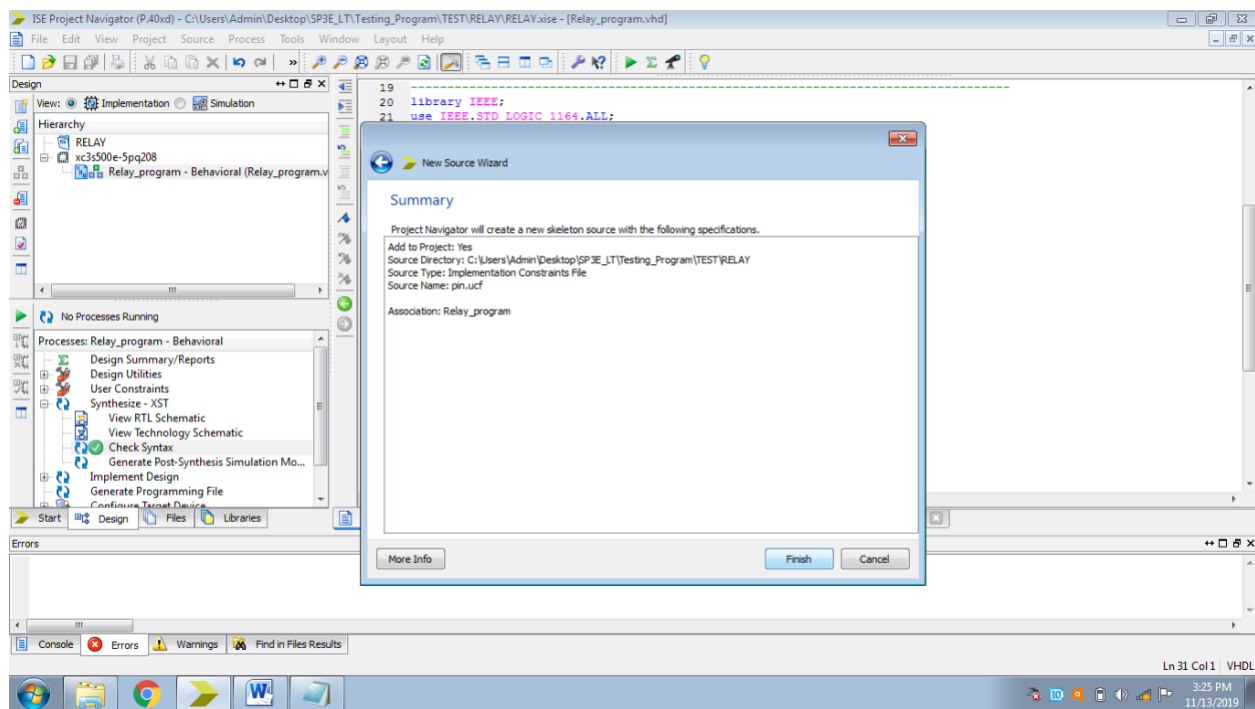 ISE Project Navigator (P.40xd) - C:\Users\Admin\Desktop\SP3E_LT\Testing_Program\TEST\RELAY\RELAY.xise - [Relay_program.vhd]
File Edit View Project Source Process Tools Window Layout Help
Design
View: Implementation Simulation
Hierarchy
RELAY
xc3s500e-5pq208
Relay_program - Behavioral (Relay_program.v
No Processes Running
Processes: Relay_program - Behavioral
Design Summary/Reports
Design Utilities
User Constraints
Synthesize - XST
View RTL Schematic
View Technology Schematic
Check Syntax
Generate Post-Synthesis Simulation Mo...
Implement Design
Generate Programming File
Configure Target Device
Start Design Files Libraries
19 ----------------------------------------------------------------------------------
20 library IEEE;
21 use IEEE.STD_LOGIC_1164.ALL;
New Source Wizard
Summary
Project Navigator will create a new skeleton source with the following specifications.
Add to Project: Yes
Source Directory: C:\Users\Admin\Desktop\SP3E_LT\Testing_Program\TEST\RELAY
Source Type: Implementation Constraints File
Source Name: pin.ucf
Association: Relay_program
More Info Finish Cancel
Errors
Console Errors Warnings Find in Files Results
Ln 31 Col 1 VHDL
3:25 PM
11/13/2019